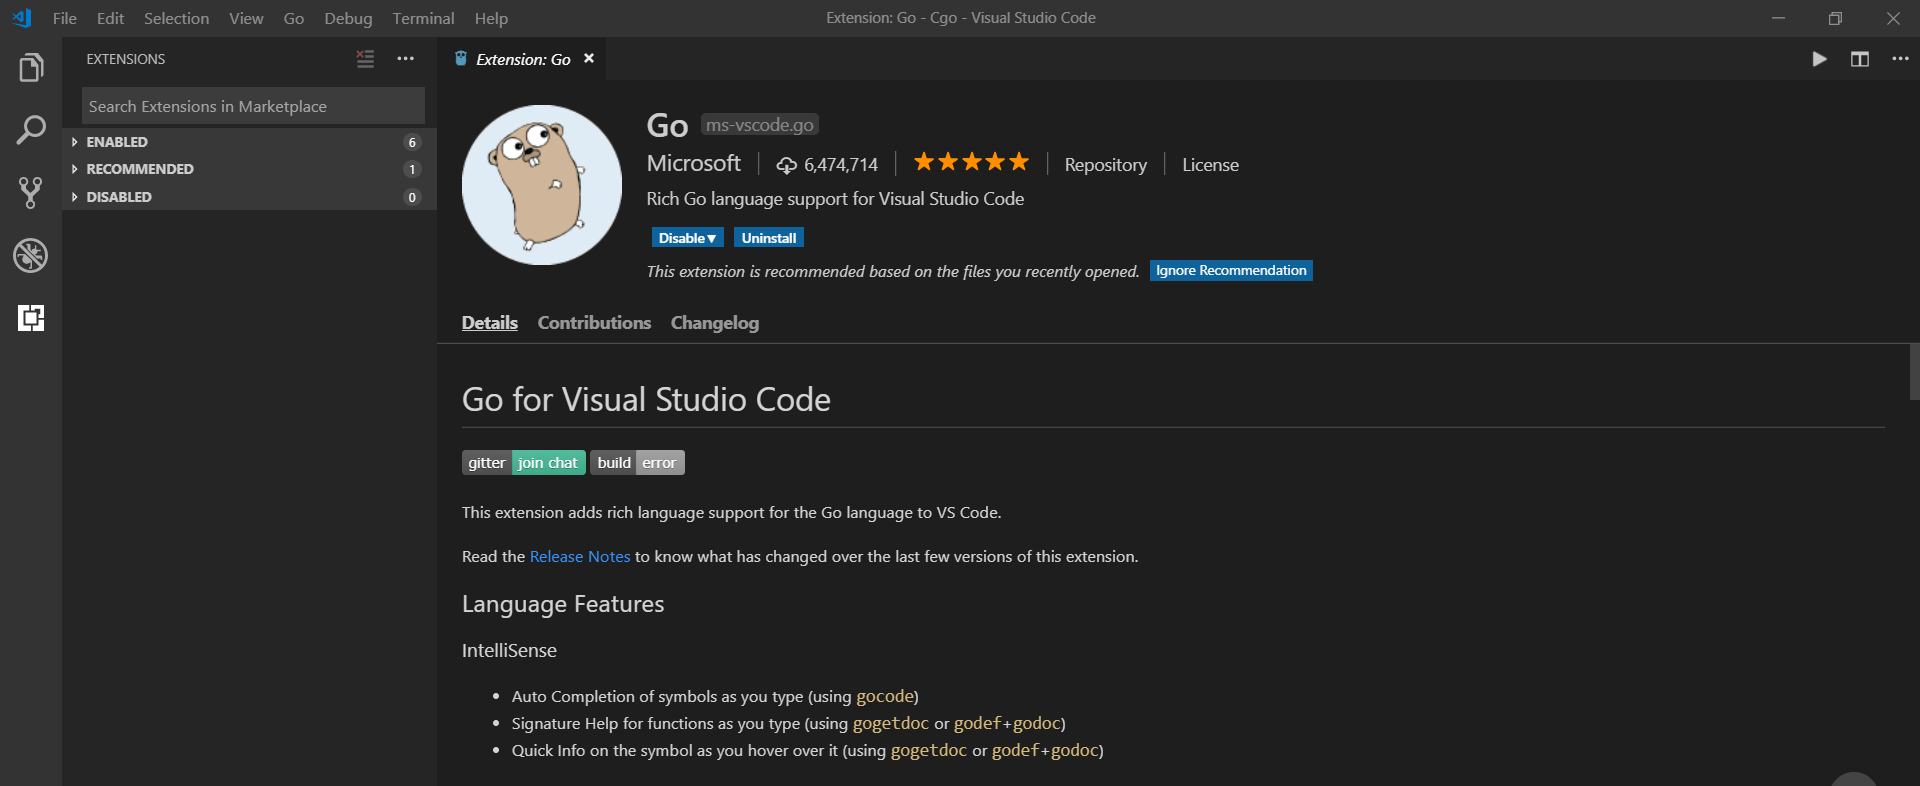 File Edit Selection View Go Debug Terminal Help
Extension: Go - Cgo - Visual Studio Code
EXTENSIONS
Search Extensions in Marketplace
ENABLED 6
RECOMMENDED 1
DISABLED 0
Extension: Go
Go ms-vscode.go
Microsoft 6,474,714 Repository License
Rich Go language support for Visual Studio Code
Disable Uninstall
This extension is recommended based on the files you recently opened. Ignore Recommendation
Details Contributions Changelog
Go for Visual Studio Code
gitter join chat build error
This extension adds rich language support for the Go language to VS Code.
Read the Release Notes to know what has changed over the last few versions of this extension.
Language Features
IntelliSense
• Auto Completion of symbols as you type (using gocode)
• Signature Help for functions as you type (using gogetdoc or godef+godoc)
• Quick Info on the symbol as you hover over it (using gogetdoc or godef+godoc)